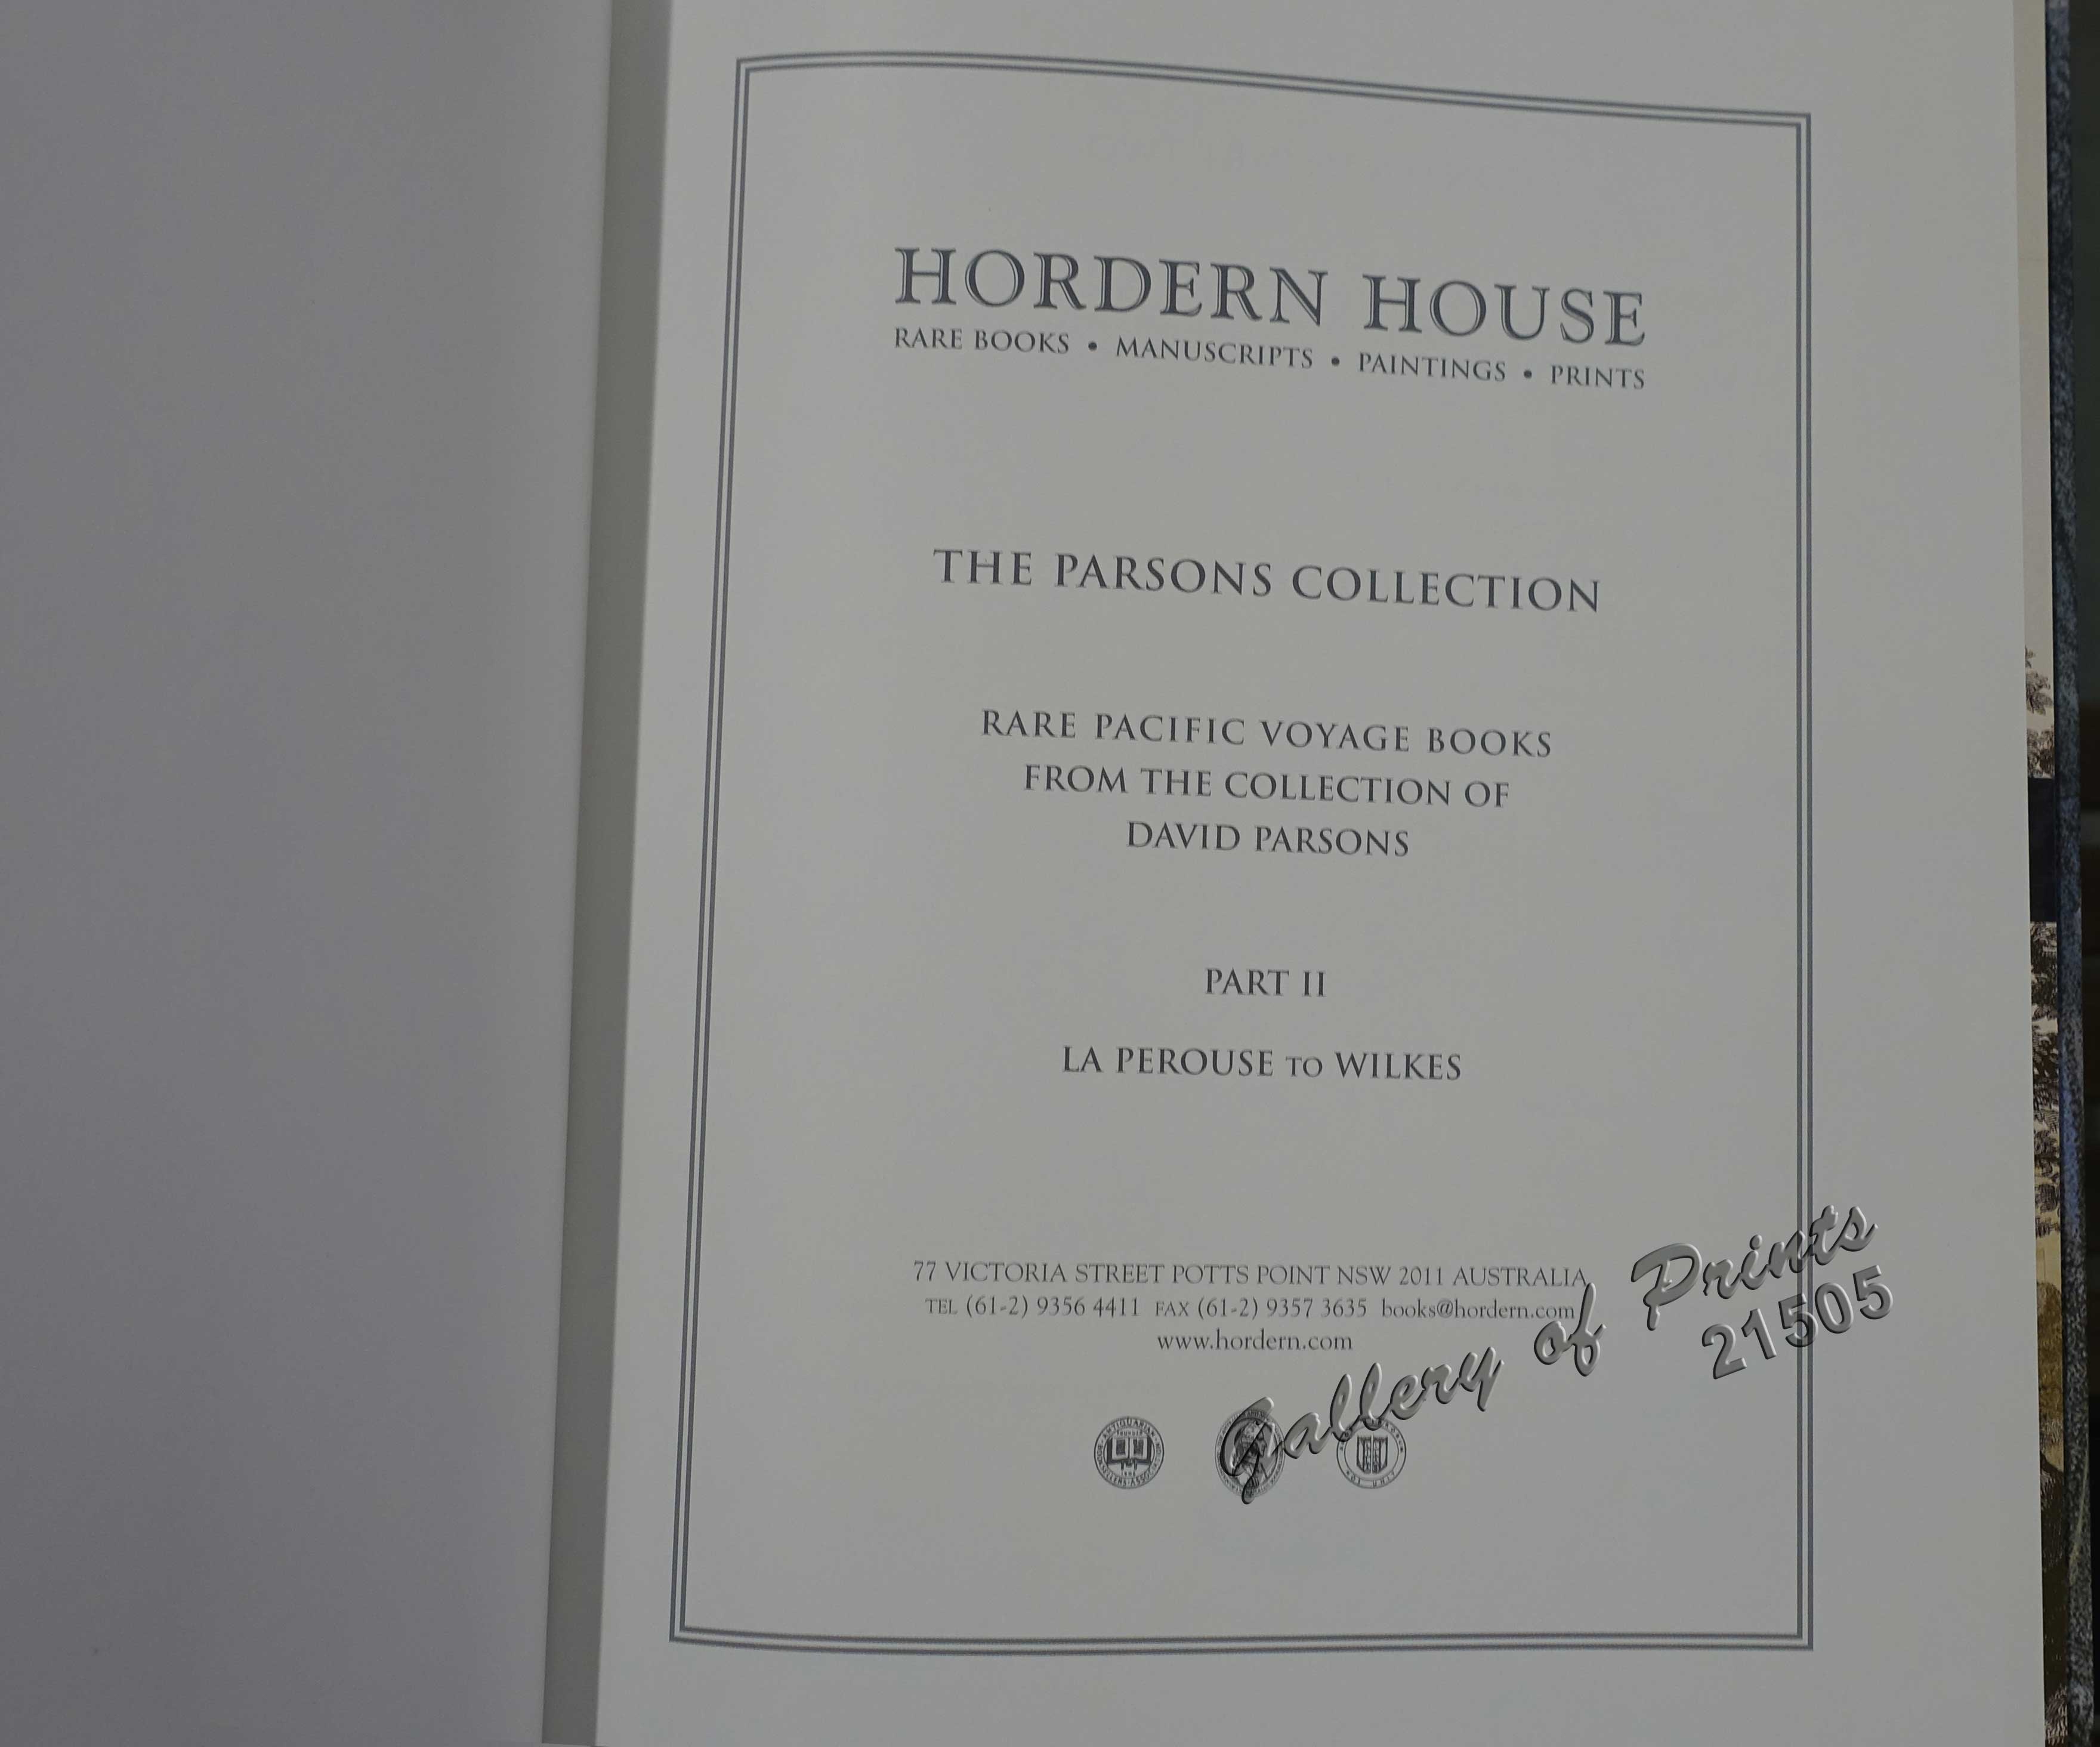 HORDERN HOUSE
RARE BOOKS • MANUSCRIPTS • PAINTINGS • PRINTS
THE PARSONS COLLECTION
RARE PACIFIC VOYAGE BOOKS
FROM THE COLLECTION OF
DAVID PARSONS
PART II
LA PEROUSE TO WILKES
77 VICTORIA STREET POTTS POINT NSW 2011 AUSTRALIA
TEL (61-2) 9356 4411 FAX (61-2) 9357 3635 books@hordern.com
www.hordern.com
Gallery of Prints
21505